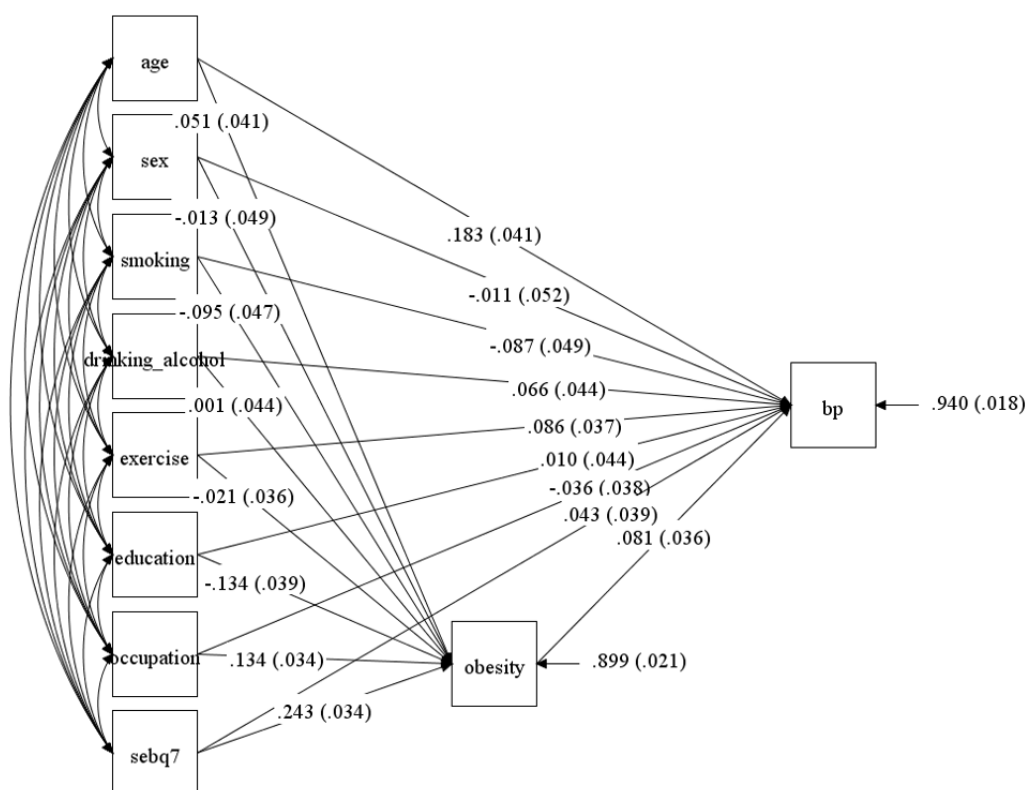 age
.051 (.041)
sex
-.013 (.049)
.183 (.041)
smoking
-.011 (.052)
-.095 (.047)
-.087 (.049)
drinking_alcohol
.066 (.044)
.001 (.044)
bp
.940 (.018)
.086 (.037)
exercise
.010 (.044)
-.021 (.036)
-.036 (.038)
.043 (.039)
.081 (.036)
education
-.134 (.039)
occupation
.134 (.034)
obesity
.899 (.021)
.243 (.034)
sebq7